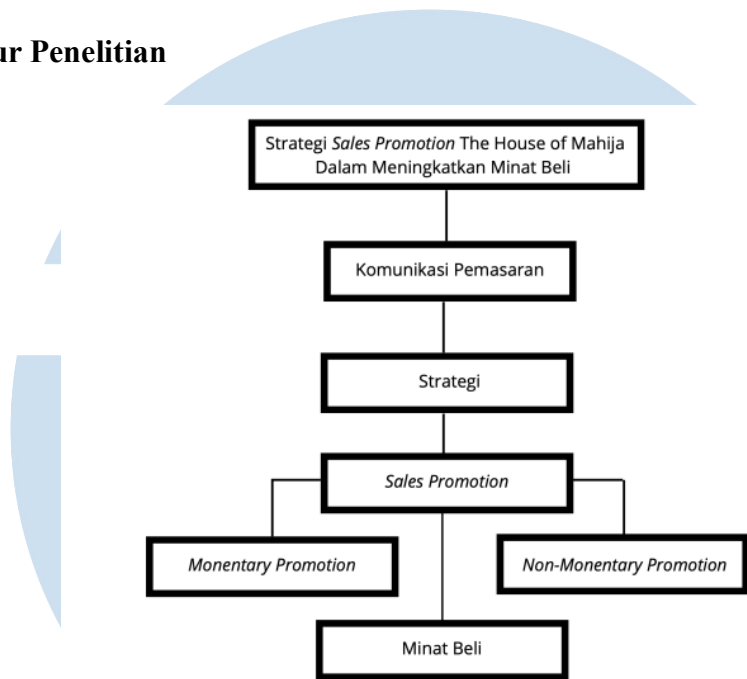 ur Penelitian
Strategi Sales Promotion The House of Mahija
Dalam Meningkatkan Minat Beli
Komunikasi Pemasaran
Strategi
Sales Promotion
Monentary Promotion
Non-Monentary Promotion
Minat Beli